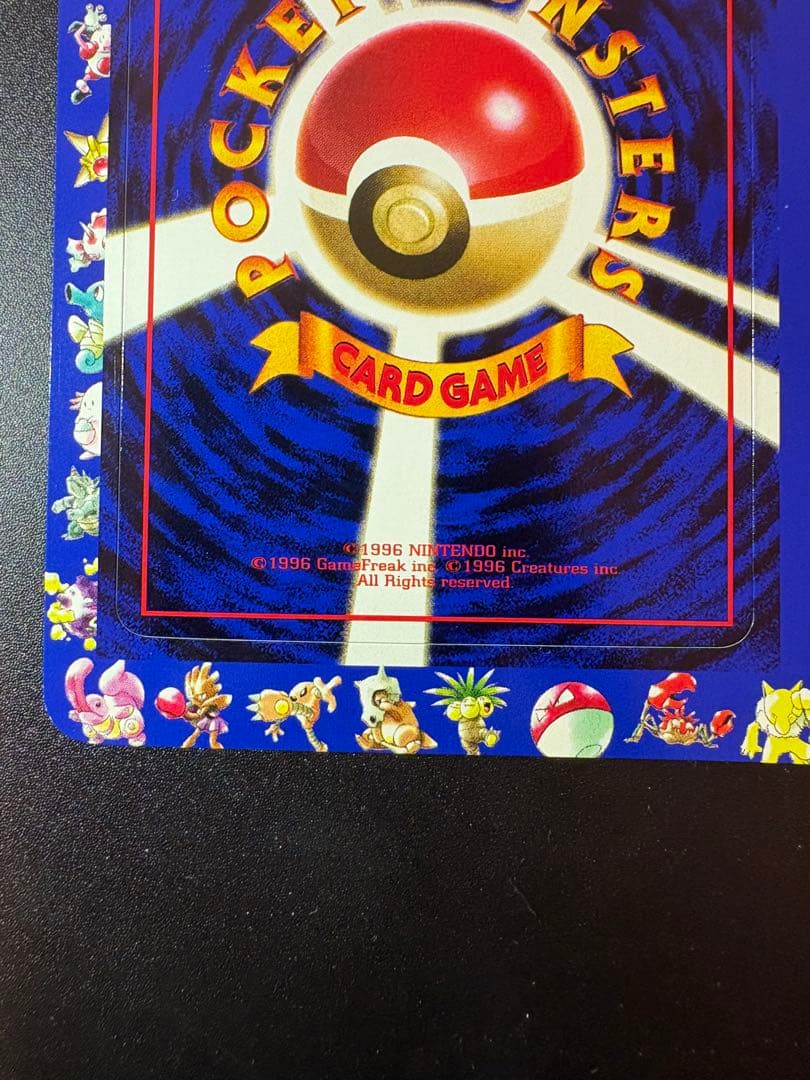 POCKET MONSTERS
CARD GAME
©1996 NINTENDO inc.
©1996 GameFreak inc. ©1996 Creatures inc.
All Rights reserved.